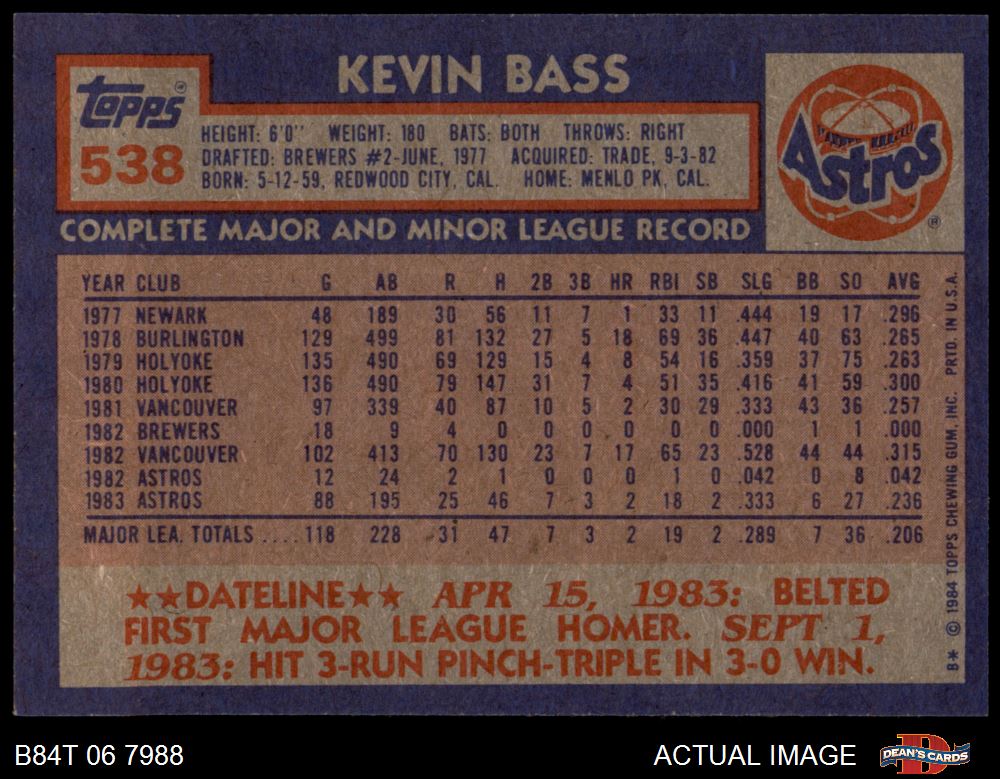 KEVIN BASS
Topps®
538
HEIGHT: 6'0" WEIGHT: 180 BATS: BOTH THROWS: RIGHT
DRAFTED: BREWERS #2-JUNE, 1977 ACQUIRED: TRADE, 9-3-82
BORN: 5-12-59, REDWOOD CITY, CAL. HOME: MENLO PK, CAL.
Astros
®
COMPLETE MAJOR AND MINOR LEAGUE RECORD
YEAR CLUB G AB R H 2B 3B HR RBI SB SLG BB SO AVG
1977 NEWARK 48 189 30 56 11 7 1 33 11 .444 19 17 .296
1978 BURLINGTON 129 499 81 132 27 5 18 69 36 .447 40 63 .265
1979 HOLYOKE 135 490 69 129 15 4 8 54 16 .359 37 75 .263
1980 HOLYOKE 136 490 79 147 31 7 4 51 35 .416 41 59 .300
1981 VANCOUVER 97 339 40 87 10 5 2 30 29 .333 43 36 .257
1982 BREWERS 18 9 4 0 0 0 0 0 0 .000 1 1 .000
1982 VANCOUVER 102 413 70 130 23 7 17 65 23 .528 44 44 .315
1982 ASTROS 12 24 2 1 0 0 0 1 0 .042 0 8 .042
1983 ASTROS 88 195 25 46 7 3 2 18 2 .333 6 27 .236
MAJOR LEA. TOTALS .... 118 228 31 47 7 3 2 19 2 .289 7 36 .206
★★DATELINE★★ APR 15, 1983: BELTED
FIRST MAJOR LEAGUE HOMER. SEPT 1,
1983: HIT 3-RUN PINCH-TRIPLE IN 3-0 WIN.
B* © 1984 TOPPS CHEWING GUM, INC. PRTD. IN U.S.A.
B84T 06 7988
ACTUAL IMAGE
DEAN'S CARDS